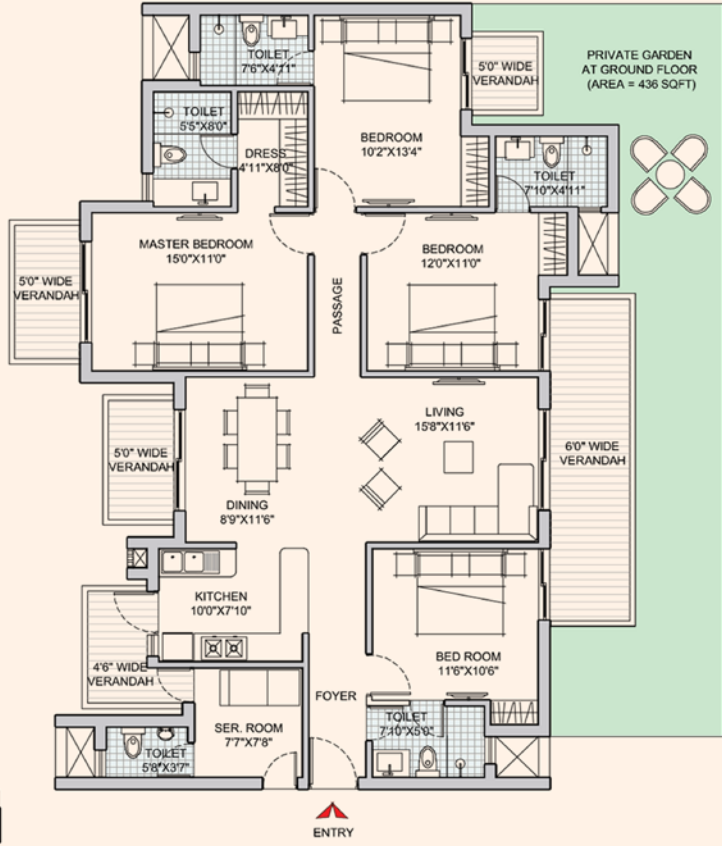 TOILET
7'6"X4'11"
PRIVATE GARDEN
AT GROUND FLOOR
(AREA = 436 SQFT)
5'0" WIDE
VERANDAH
TOILET
5'5"X8'0"
BEDROOM
10'2"X13'4"
DRESS
4'11"X8'0"
TOILET
7'10"X4'11"
MASTER BEDROOM
15'0"X11'0"
BEDROOM
12'0"X11'0"
5'0" WIDE
VERANDAH
PASSAGE
LIVING
15'8"X11'6"
5'0" WIDE
VERANDAH
6'0" WIDE
VERANDAH
DINING
8'9"X11'6"
KITCHEN
10'0"X7'10"
BED ROOM
11'6"X10'6"
4'6" WIDE
VERANDAH
FOYER
SER. ROOM
7'7"X7'8"
TOILET
7'10"X5'0"
TOILET
5'8"X3'7"
ENTRY